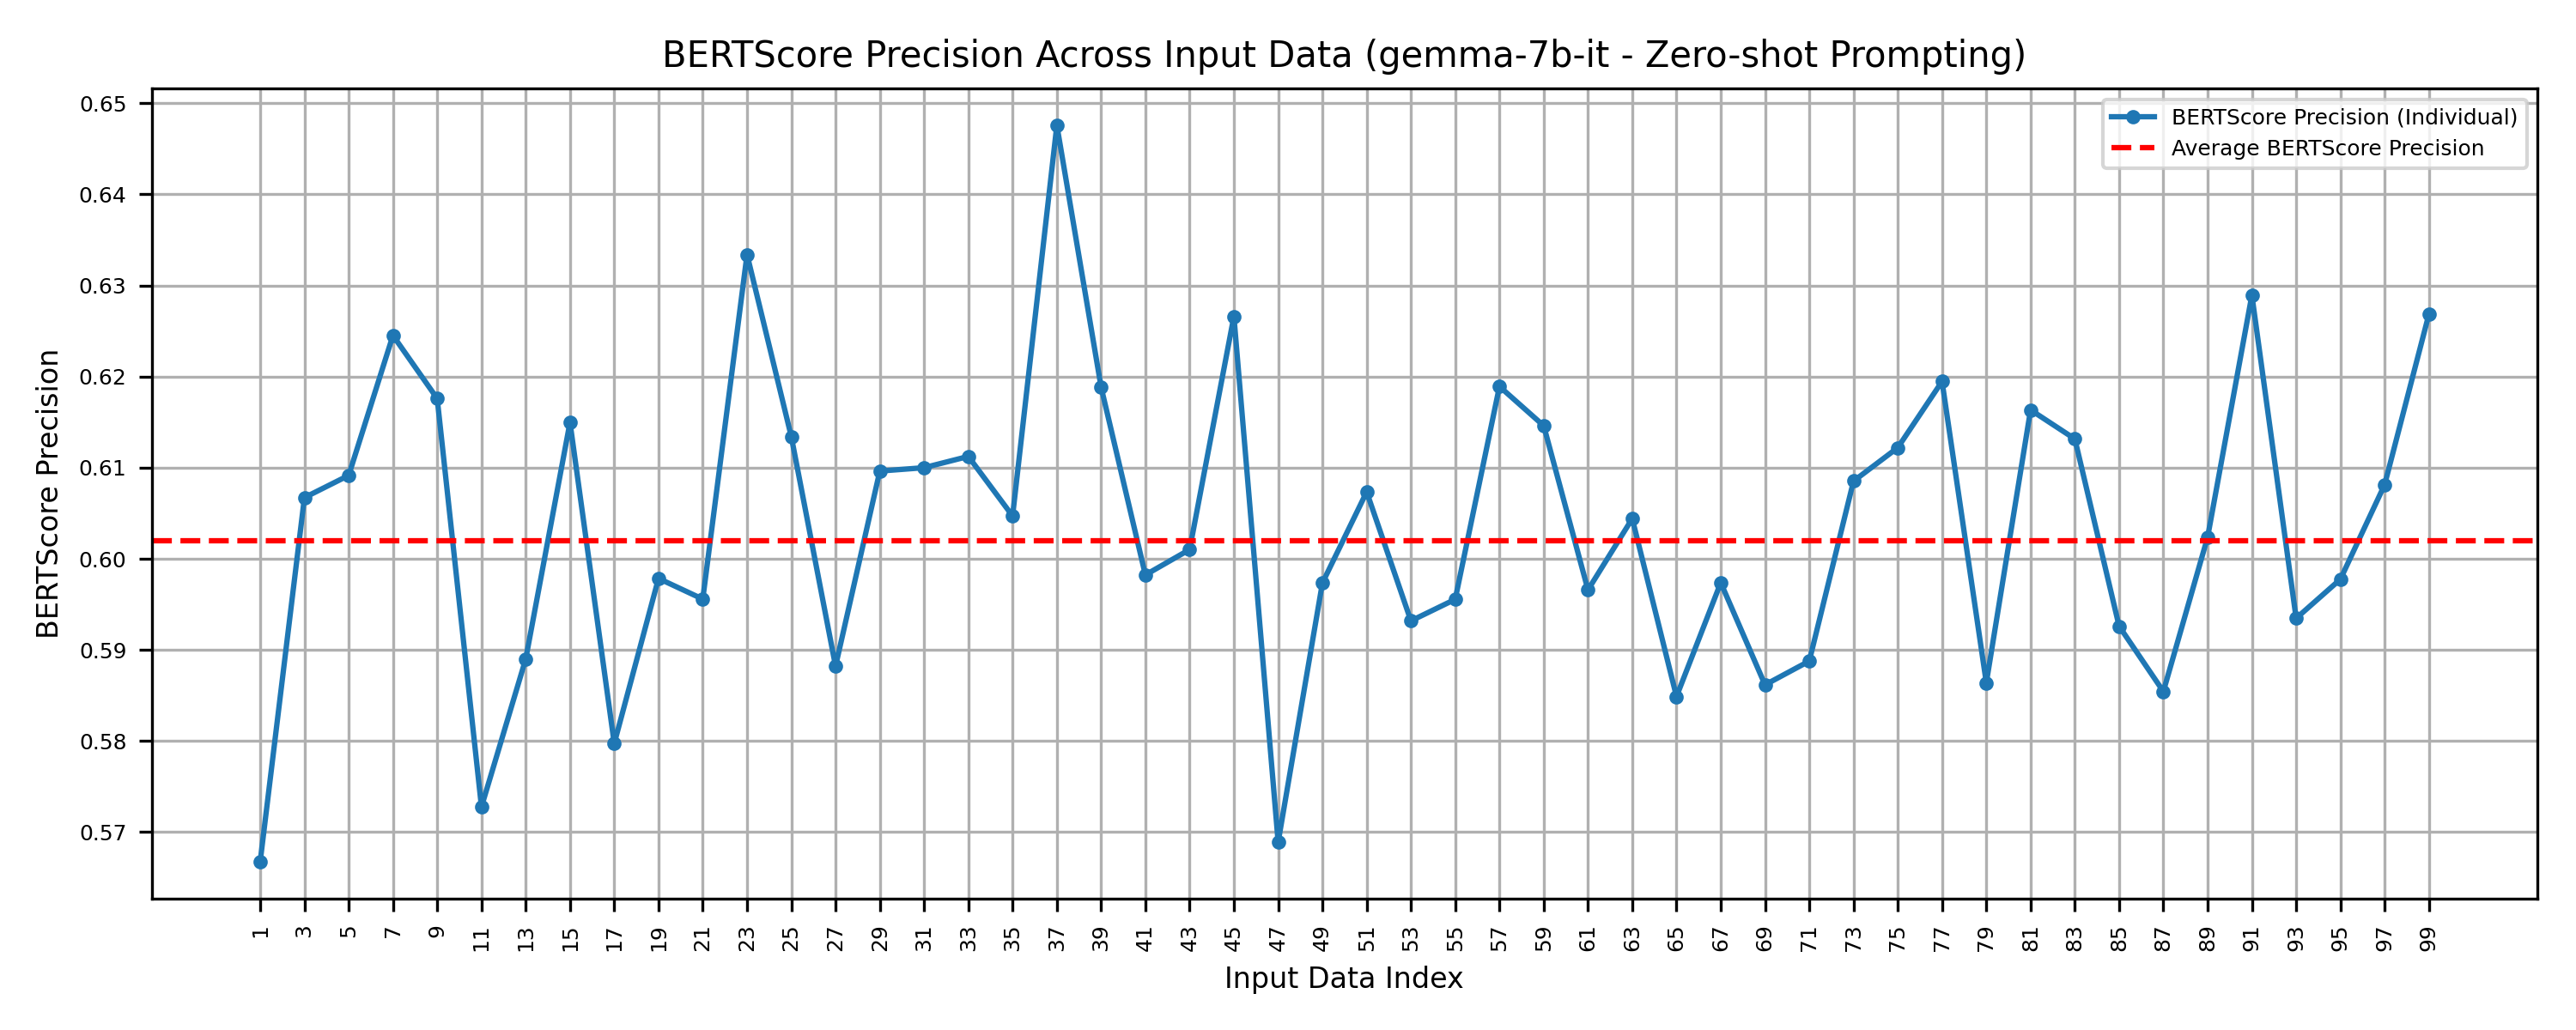 BERTScore Precision Across Input Data (gemma-7b-it - Zero-shot Prompting)
BERTScore Precision (Individual)
Average BERTScore Precision
0.65
0.64
0.63
0.62
0.61
0.60
0.59
0.58
0.57
BERTScore Precision
1 3 5 7 9 11 13 15 17 19 21 23 25 27 29 31 33 35 37 39 41 43 45 47 49 51 53 55 57 59 61 63 65 67 69 71 73 75 77 79 81 83 85 87 89 91 93 95 97 99
Input Data Index